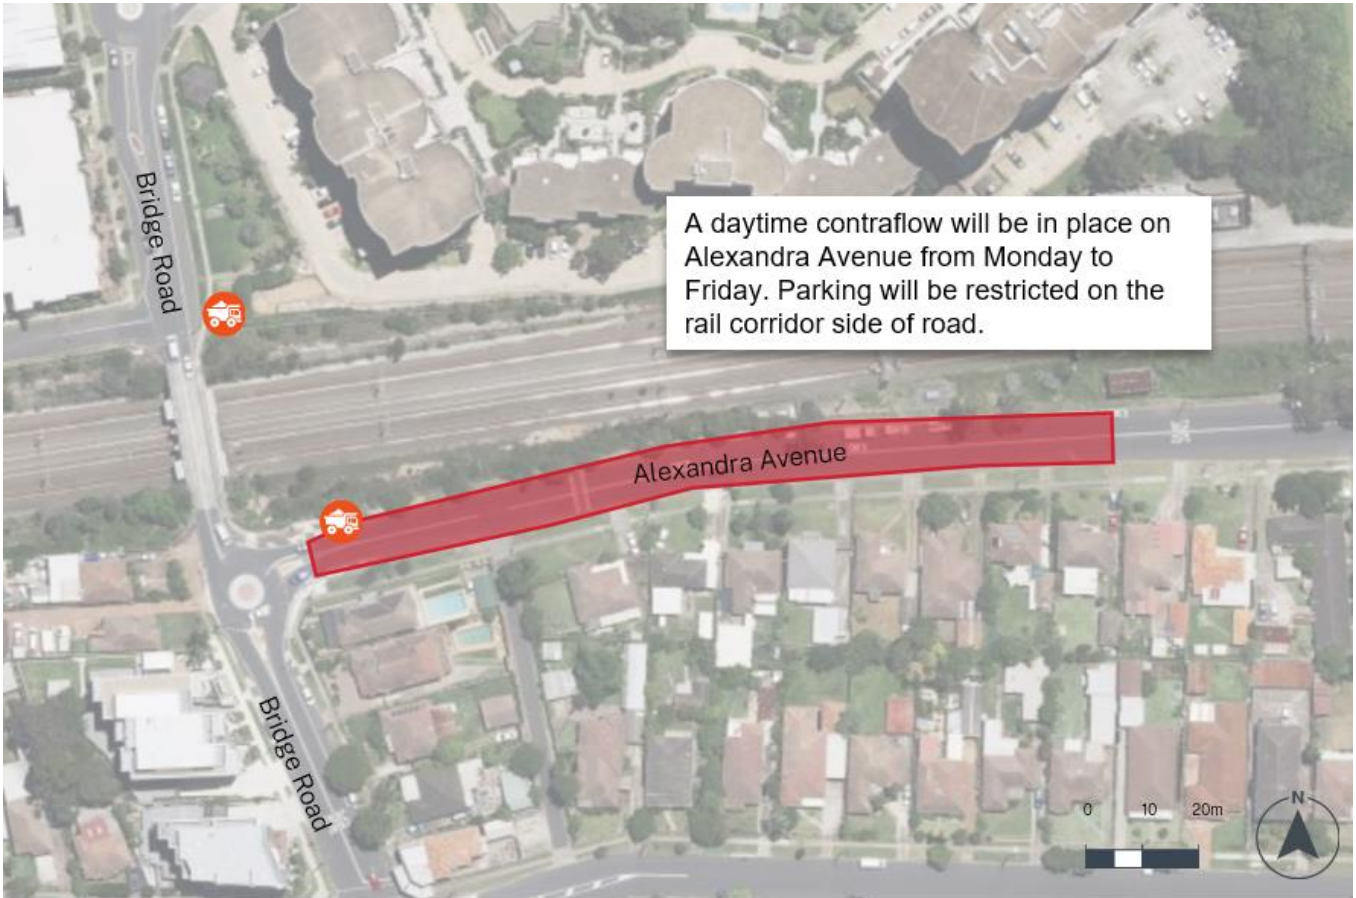 Bridge Road
A daytime contraflow will be in place on
Alexandra Avenue from Monday to
Friday. Parking will be restricted on the
rail corridor side of road.
Alexandra Avenue
Bridge Road
0 10 20m
N